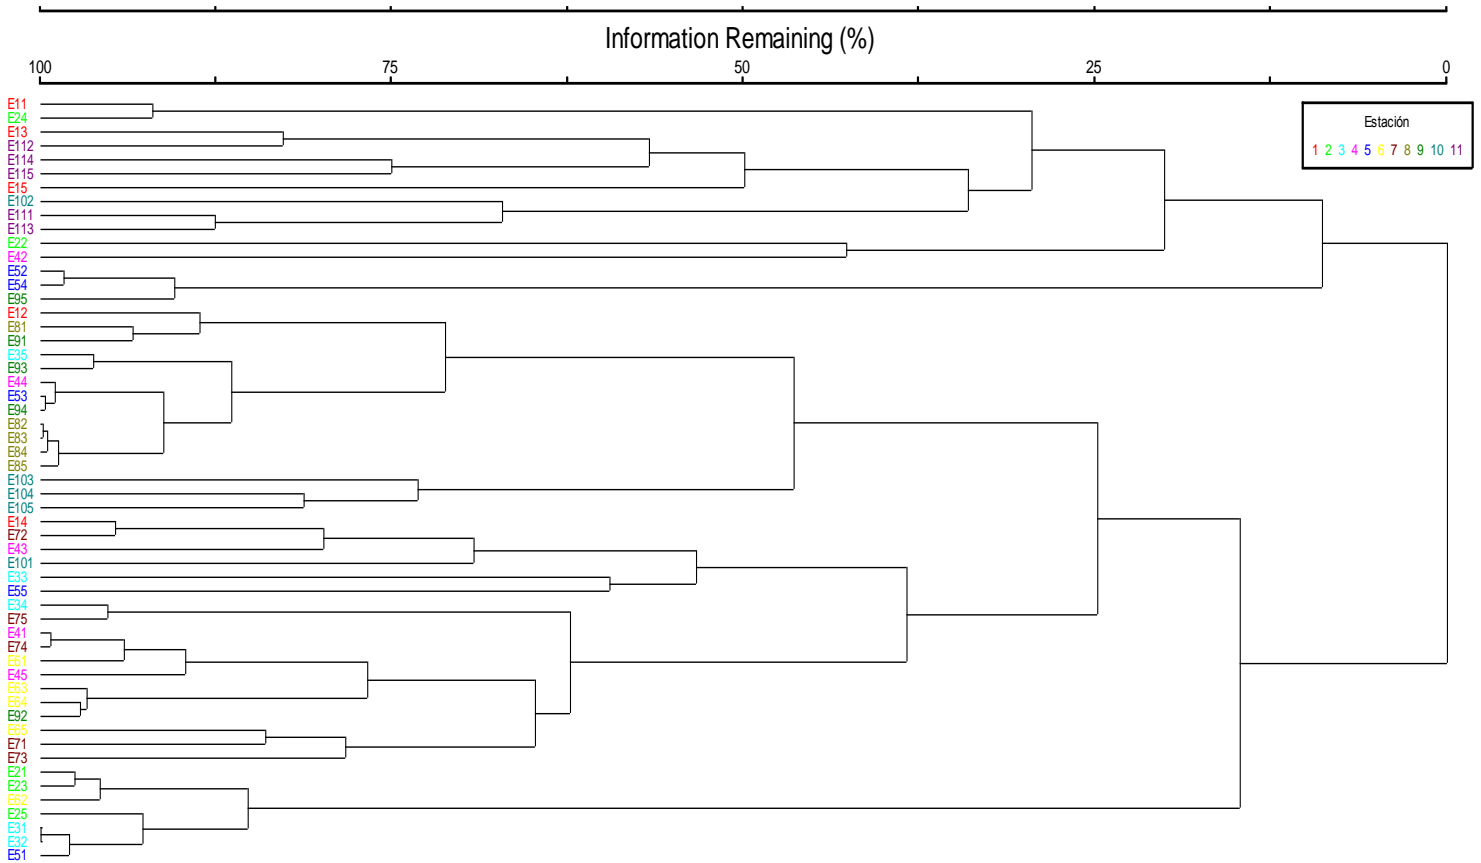 Information Remaining (%)
100 75 50 25 0
Estación
1 2 3 4 5 6 7 8 9 10 11
E11
E24
E13
E112
E114
E115
E15
E102
E111
E113
E22
E42
E52
E54
E95
E12
E81
E91
E35
E93
E44
E53
E94
E82
E83
E84
E85
E103
E104
E105
E14
E72
E43
E101
E33
E55
E34
E75
E41
E74
E61
E45
E63
E64
E92
E65
E71
E73
E21
E23
E62
E25
E31
E32
E51